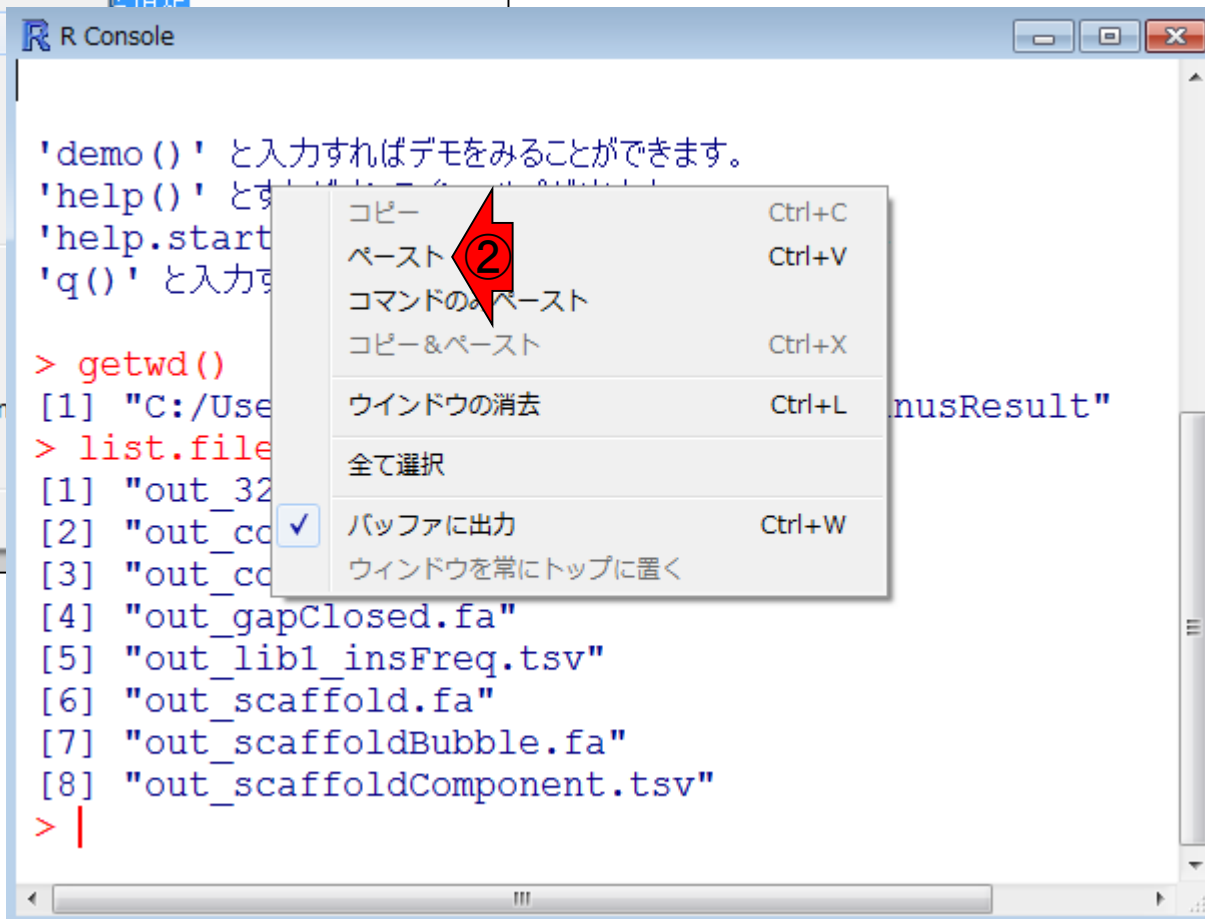 R Console
'demo()' と入力すればデモをみることができます。
'help()' とす
'help.start
'q()' と入力す
コピー Ctrl+C
ペースト ② Ctrl+V
コマンドのみペースト
コピー&ペースト Ctrl+X
ウインドウの消去 Ctrl+L
全て選択
✓ バッファに出力 Ctrl+W
ウィンドウを常にトップに置く
> getwd()
[1] "C:/Use nusResult"
> list.file
[1] "out_32
[2] "out_co
[3] "out_co
[4] "out_gapClosed.fa"
[5] "out_lib1_insFreq.tsv"
[6] "out_scaffold.fa"
[7] "out_scaffoldBubble.fa"
[8] "out_scaffoldComponent.tsv"
>